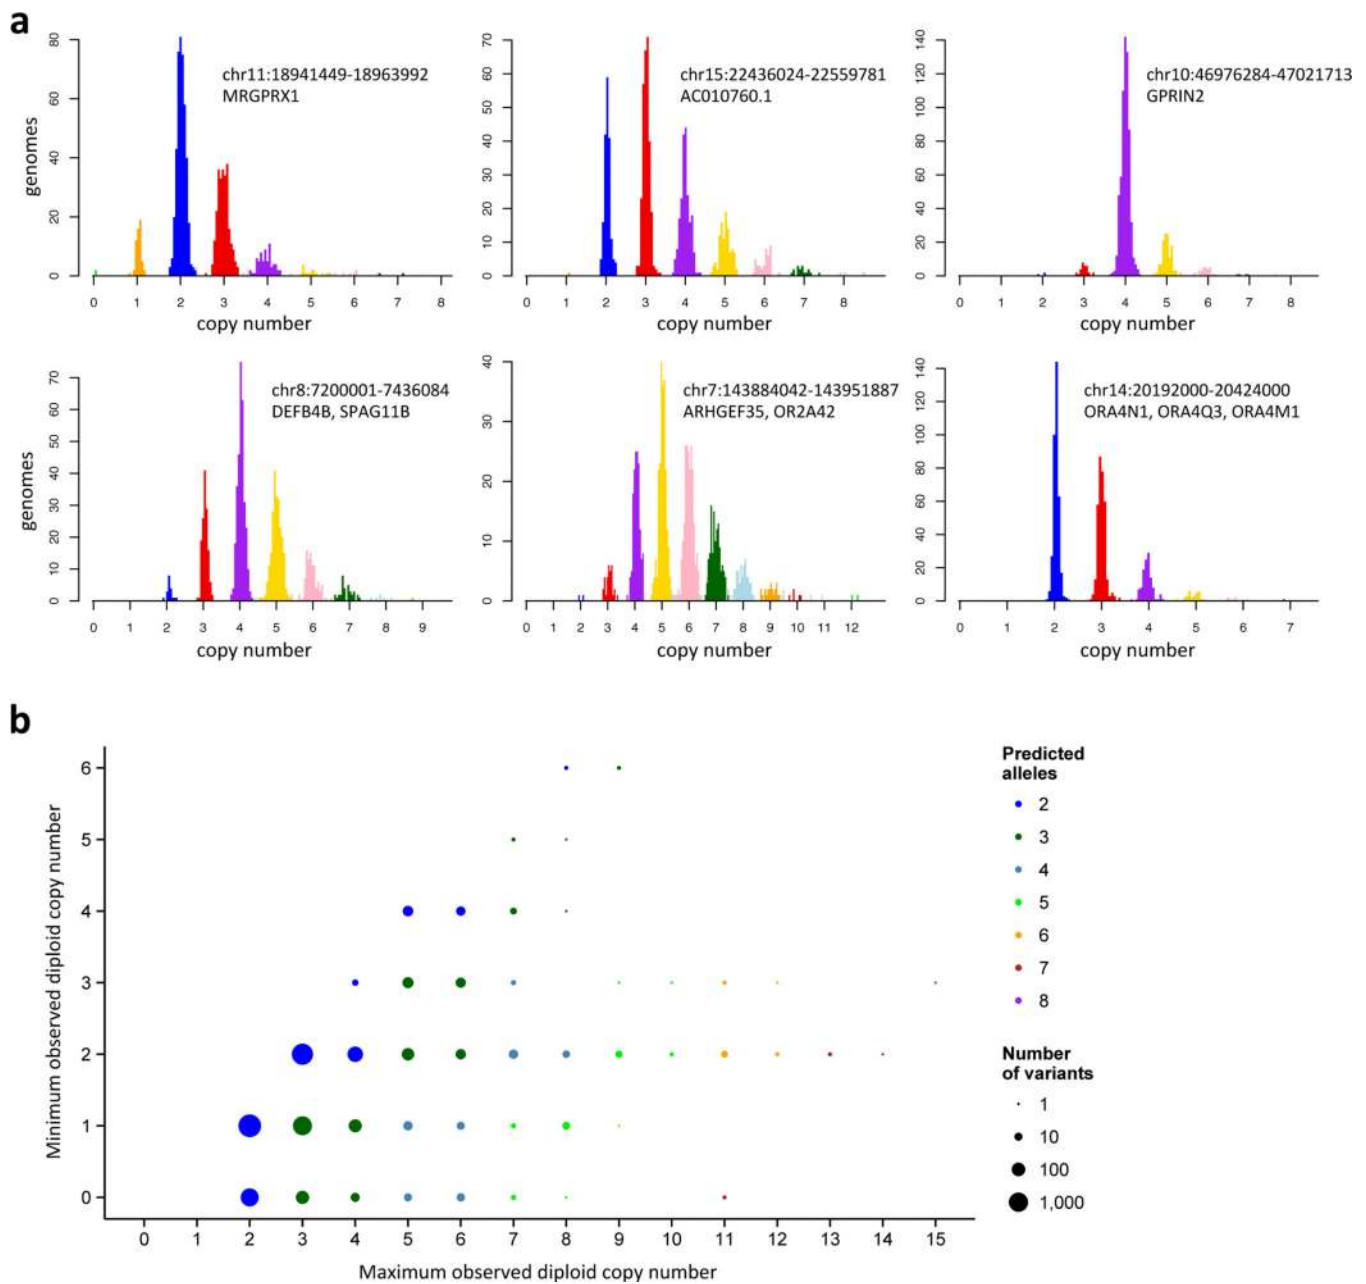 a
chr11:18941449-18963992
MRGPRX1
genomes
0 20 40 60 80
0 1 2 3 4 5 6 7 8
copy number
chr15:22436024-22559781
AC010760.1
0 10 20 30 40 50 60 70
0 1 2 3 4 5 6 7 8
copy number
chr10:46976284-47021713
GPRIN2
0 20 40 60 80 100 120 140
0 1 2 3 4 5 6 7 8
copy number
chr8:7200001-7436084
DEFB4B, SPAG11B
genomes
0 10 20 30 40 50 60 70
0 1 2 3 4 5 6 7 8 9
copy number
chr7:143884042-143951887
ARHGEF35, OR2A42
0 10 20 30 40
0 1 2 3 4 5 6 7 8 9 10 11 12
copy number
chr14:20192000-20424000
ORA4N1, ORA4Q3, ORA4M1
0 20 40 60 80 100 120 140
0 1 2 3 4 5 6 7
copy number
b
Minimum observed diploid copy number
6
5
4
3
2
1
0
0 1 2 3 4 5 6 7 8 9 10 11 12 13 14 15
Maximum observed diploid copy number
Predicted
alleles
2
3
4
5
6
7
8
Number
of variants
1
10
100
1,000